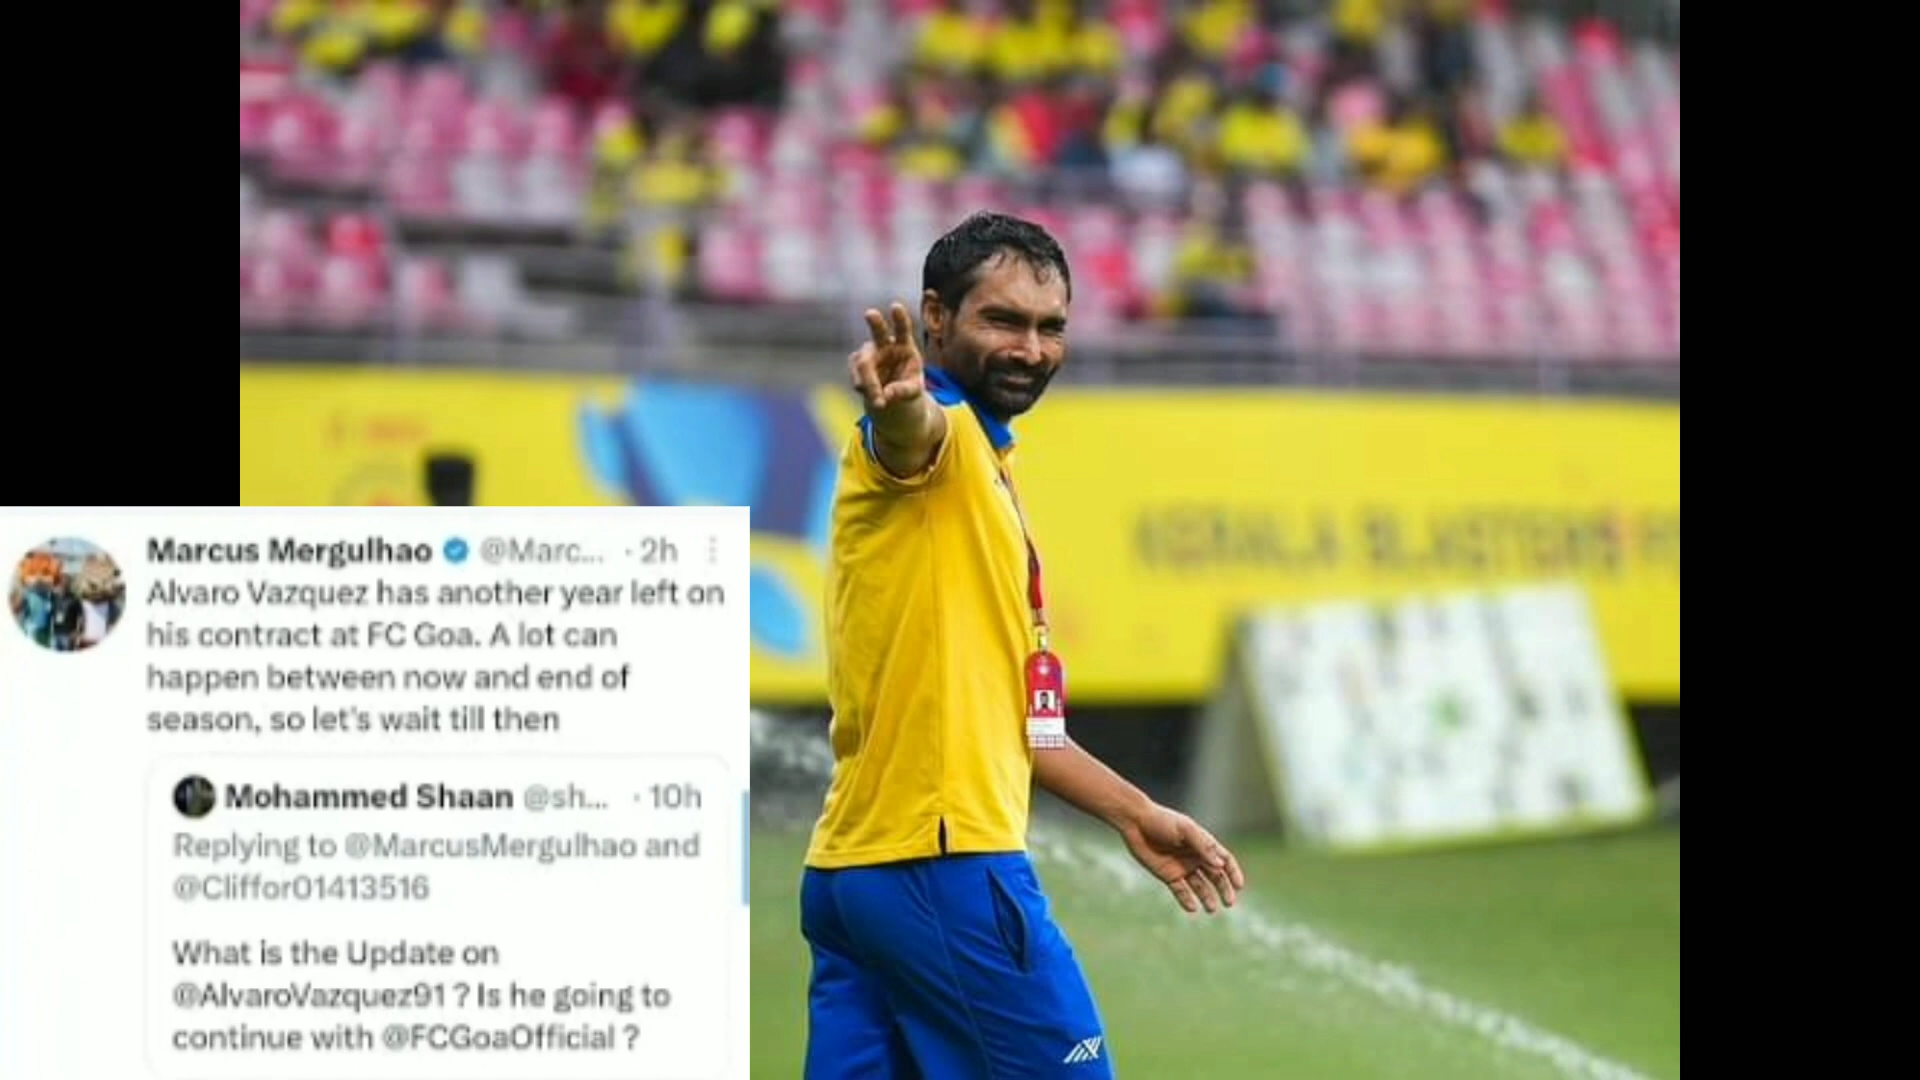 KERALA BLASTERS
Marcus Mergulhao @Marc... · 2h
Alvaro Vazquez has another year left on
his contract at FC Goa. A lot can
happen between now and end of
season, so let's wait till then
Mohammed Shaan @sh... · 10h
Replying to @MarcusMergulhao and
@Cliffor01413516
What is the Update on
@AlvaroVazquez91 ? Is he going to
continue with @FCGoaOfficial ?